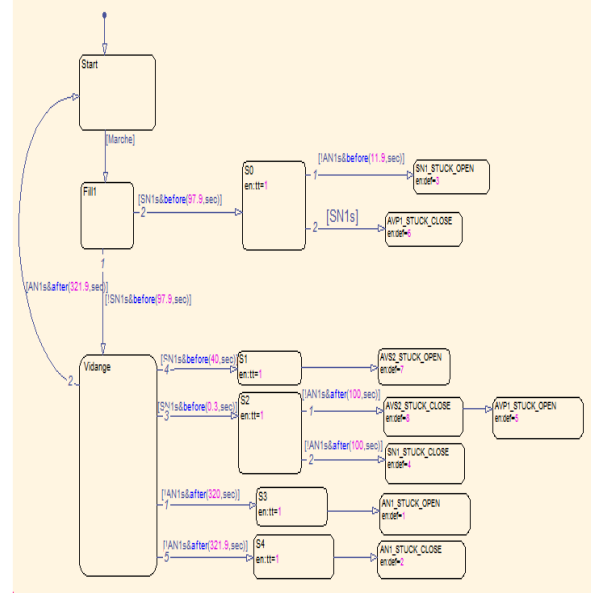 Start
[Marche]
Fill1
[SN1s&before(97.9,sec)]
2
S0
en:tt=1
[!AN1s&before(11.9,sec)]
1
SN1_STUCK_OPEN
en:def=3
[SN1s]
2
AVP1_STUCK_CLOSE
en:def=6
1
[AN1s&after(321.9,sec)]
[!SN1s&before(97.9,sec)]
Vidange
2
[SN1s&before(40,sec)]
4
S1
en:tt=1
AVS2_STUCK_OPEN
en:def=7
[SN1s&before(0.3,sec)]
3
S2
en:tt=1
[!AN1s&after(100,sec)]
1
AVS2_STUCK_CLOSE
en:def=8
AVP1_STUCK_OPEN
en:def=5
[!AN1s&after(100,sec)]
2
SN1_STUCK_CLOSE
en:def=4
[!AN1s&after(320,sec)]
1
S3
en:tt=1
AN1_STUCK_OPEN
en:def=1
[!AN1s&after(321.9,sec)]
5
S4
en:tt=1
AN1_STUCK_CLOSE
en:def=2